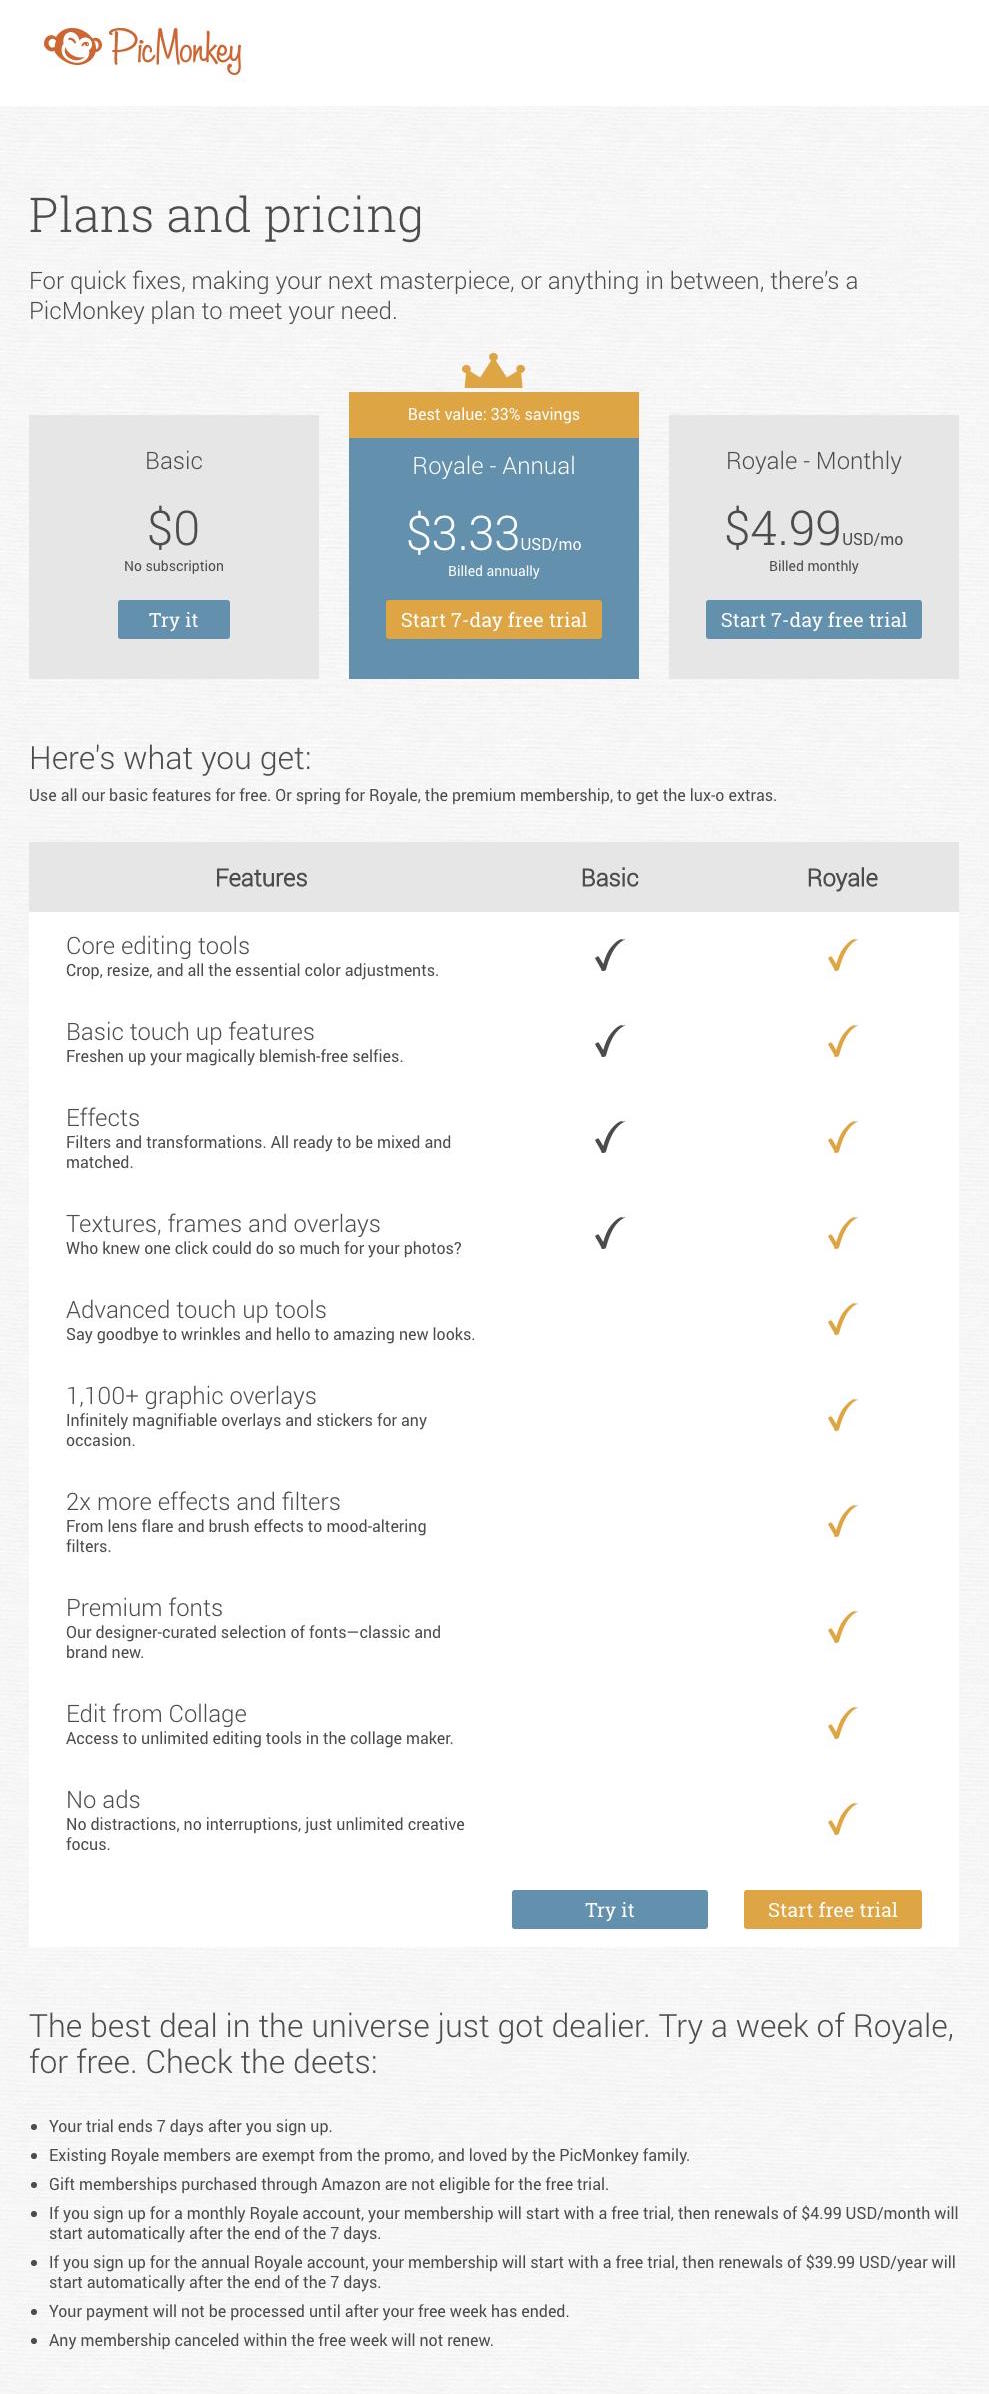 PicMonkey
Plans and pricing
For quick fixes, making your next masterpiece, or anything in between, there's a
PicMonkey plan to meet your need.
Basic
$0
No subscription
Try it
Best value: 33% savings
Royale - Annual
$3.33 USD/mo
Billed annually
Start 7-day free trial
Royale - Monthly
$4.99 USD/mo
Billed monthly
Start 7-day free trial
Here's what you get:
Use all our basic features for free. Or spring for Royale, the premium membership, to get the lux-o extras.
Features Basic Royale
Core editing tools
Crop, resize, and all the essential color adjustments.
Basic touch up features
Freshen up your magically blemish-free selfies.
Effects
Filters and transformations. All ready to be mixed and
matched.
Textures, frames and overlays
Who knew one click could do so much for your photos?
Advanced touch up tools
Say goodbye to wrinkles and hello to amazing new looks.
1,100+ graphic overlays
Infinitely magnifiable overlays and stickers for any
occasion.
2x more effects and filters
From lens flare and brush effects to mood-altering
filters.
Premium fonts
Our designer-curated selection of fonts—classic and
brand new.
Edit from Collage
Access to unlimited editing tools in the collage maker.
No ads
No distractions, no interruptions, just unlimited creative
focus.
Try it Start free trial
The best deal in the universe just got dealier. Try a week of Royale,
for free. Check the deets:
• Your trial ends 7 days after you sign up.
• Existing Royale members are exempt from the promo, and loved by the PicMonkey family.
• Gift memberships purchased through Amazon are not eligible for the free trial.
• If you sign up for a monthly Royale account, your membership will start with a free trial, then renewals of $4.99 USD/month will
start automatically after the end of the 7 days.
• If you sign up for the annual Royale account, your membership will start with a free trial, then renewals of $39.99 USD/year will
start automatically after the end of the 7 days.
• Your payment will not be processed until after your free week has ended.
• Any membership canceled within the free week will not renew.